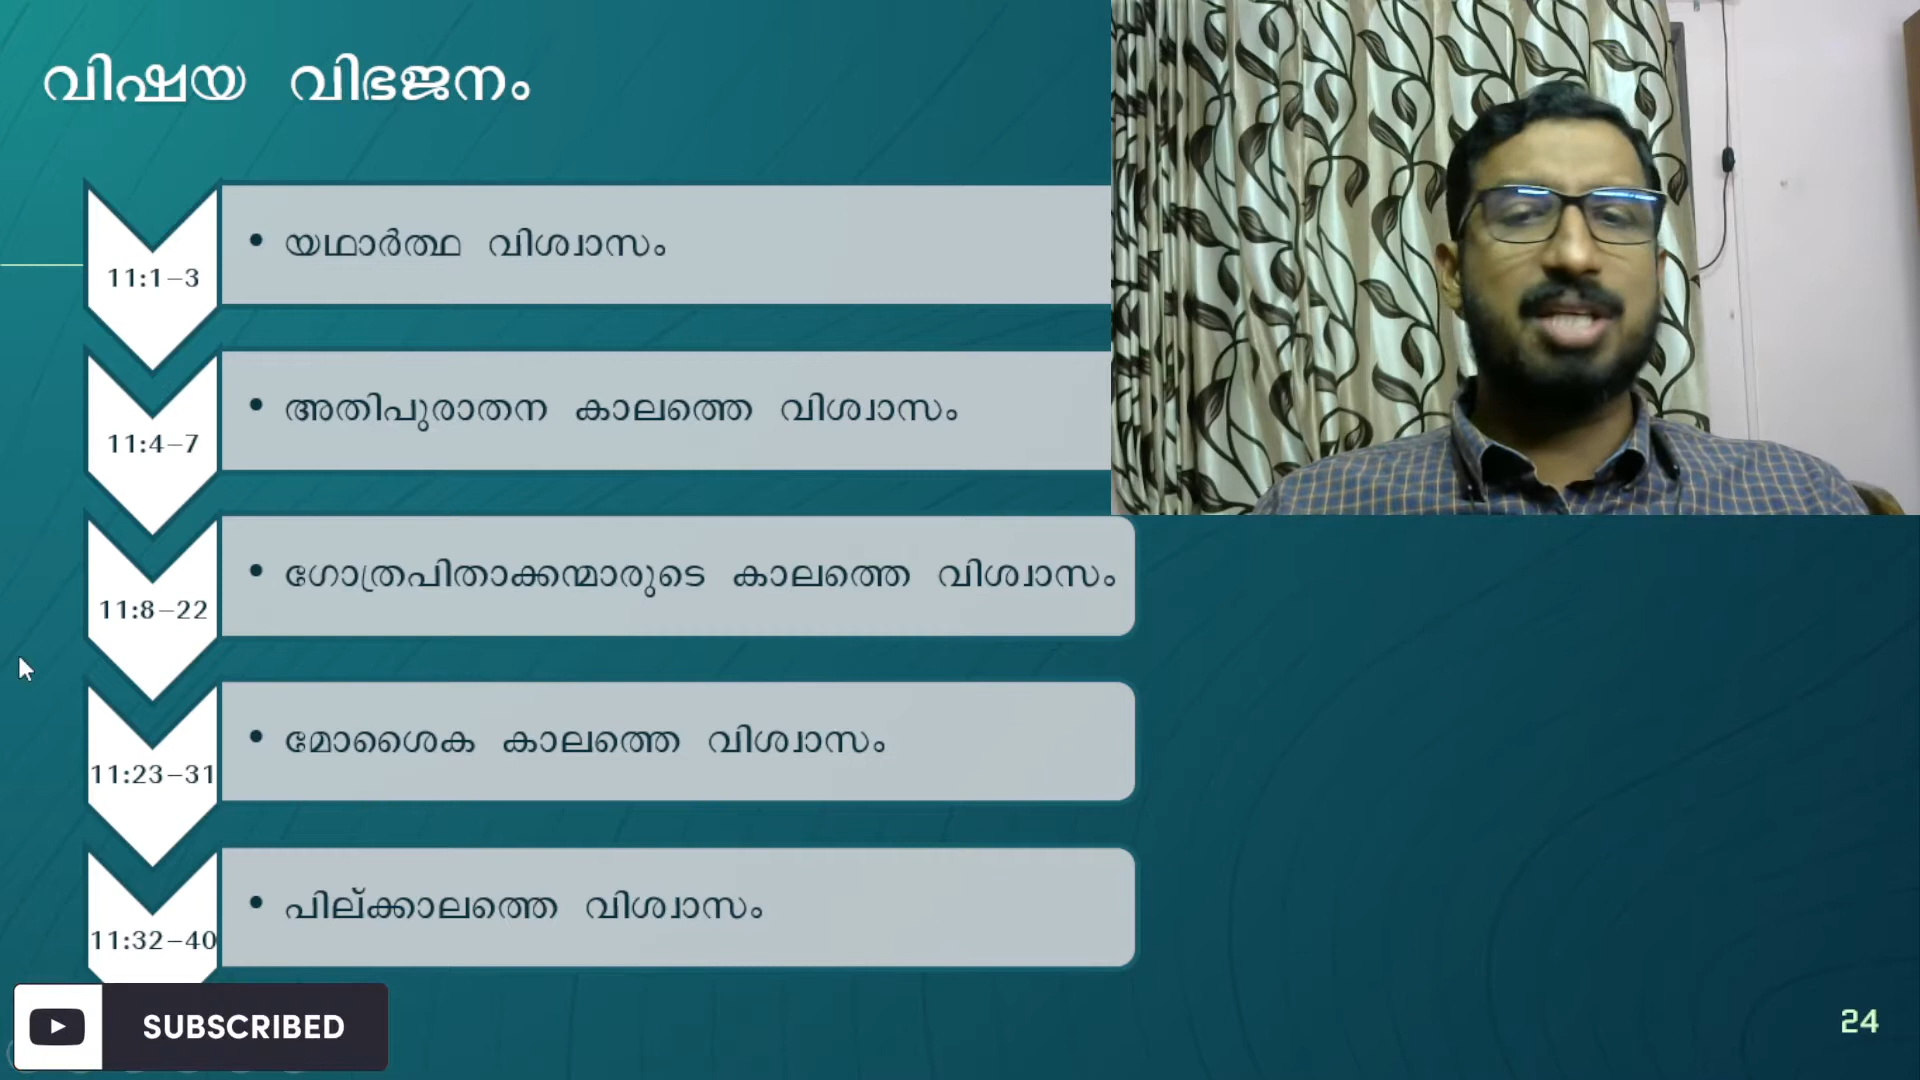 വിഷയ വിഭജനം
11:1–3
• യഥാർത്ഥ വിശ്വാസം
11:4–7
• അതിപുരാതന കാലത്തെ വിശ്വാസം
11:8–22
• ഗോത്രപിതാക്കന്മാരുടെ കാലത്തെ വിശ്വാസം
11:23–31
• മോശൈക കാലത്തെ വിശ്വാസം
11:32–40
• പില്ക്കാലത്തെ വിശ്വാസം
SUBSCRIBED
24